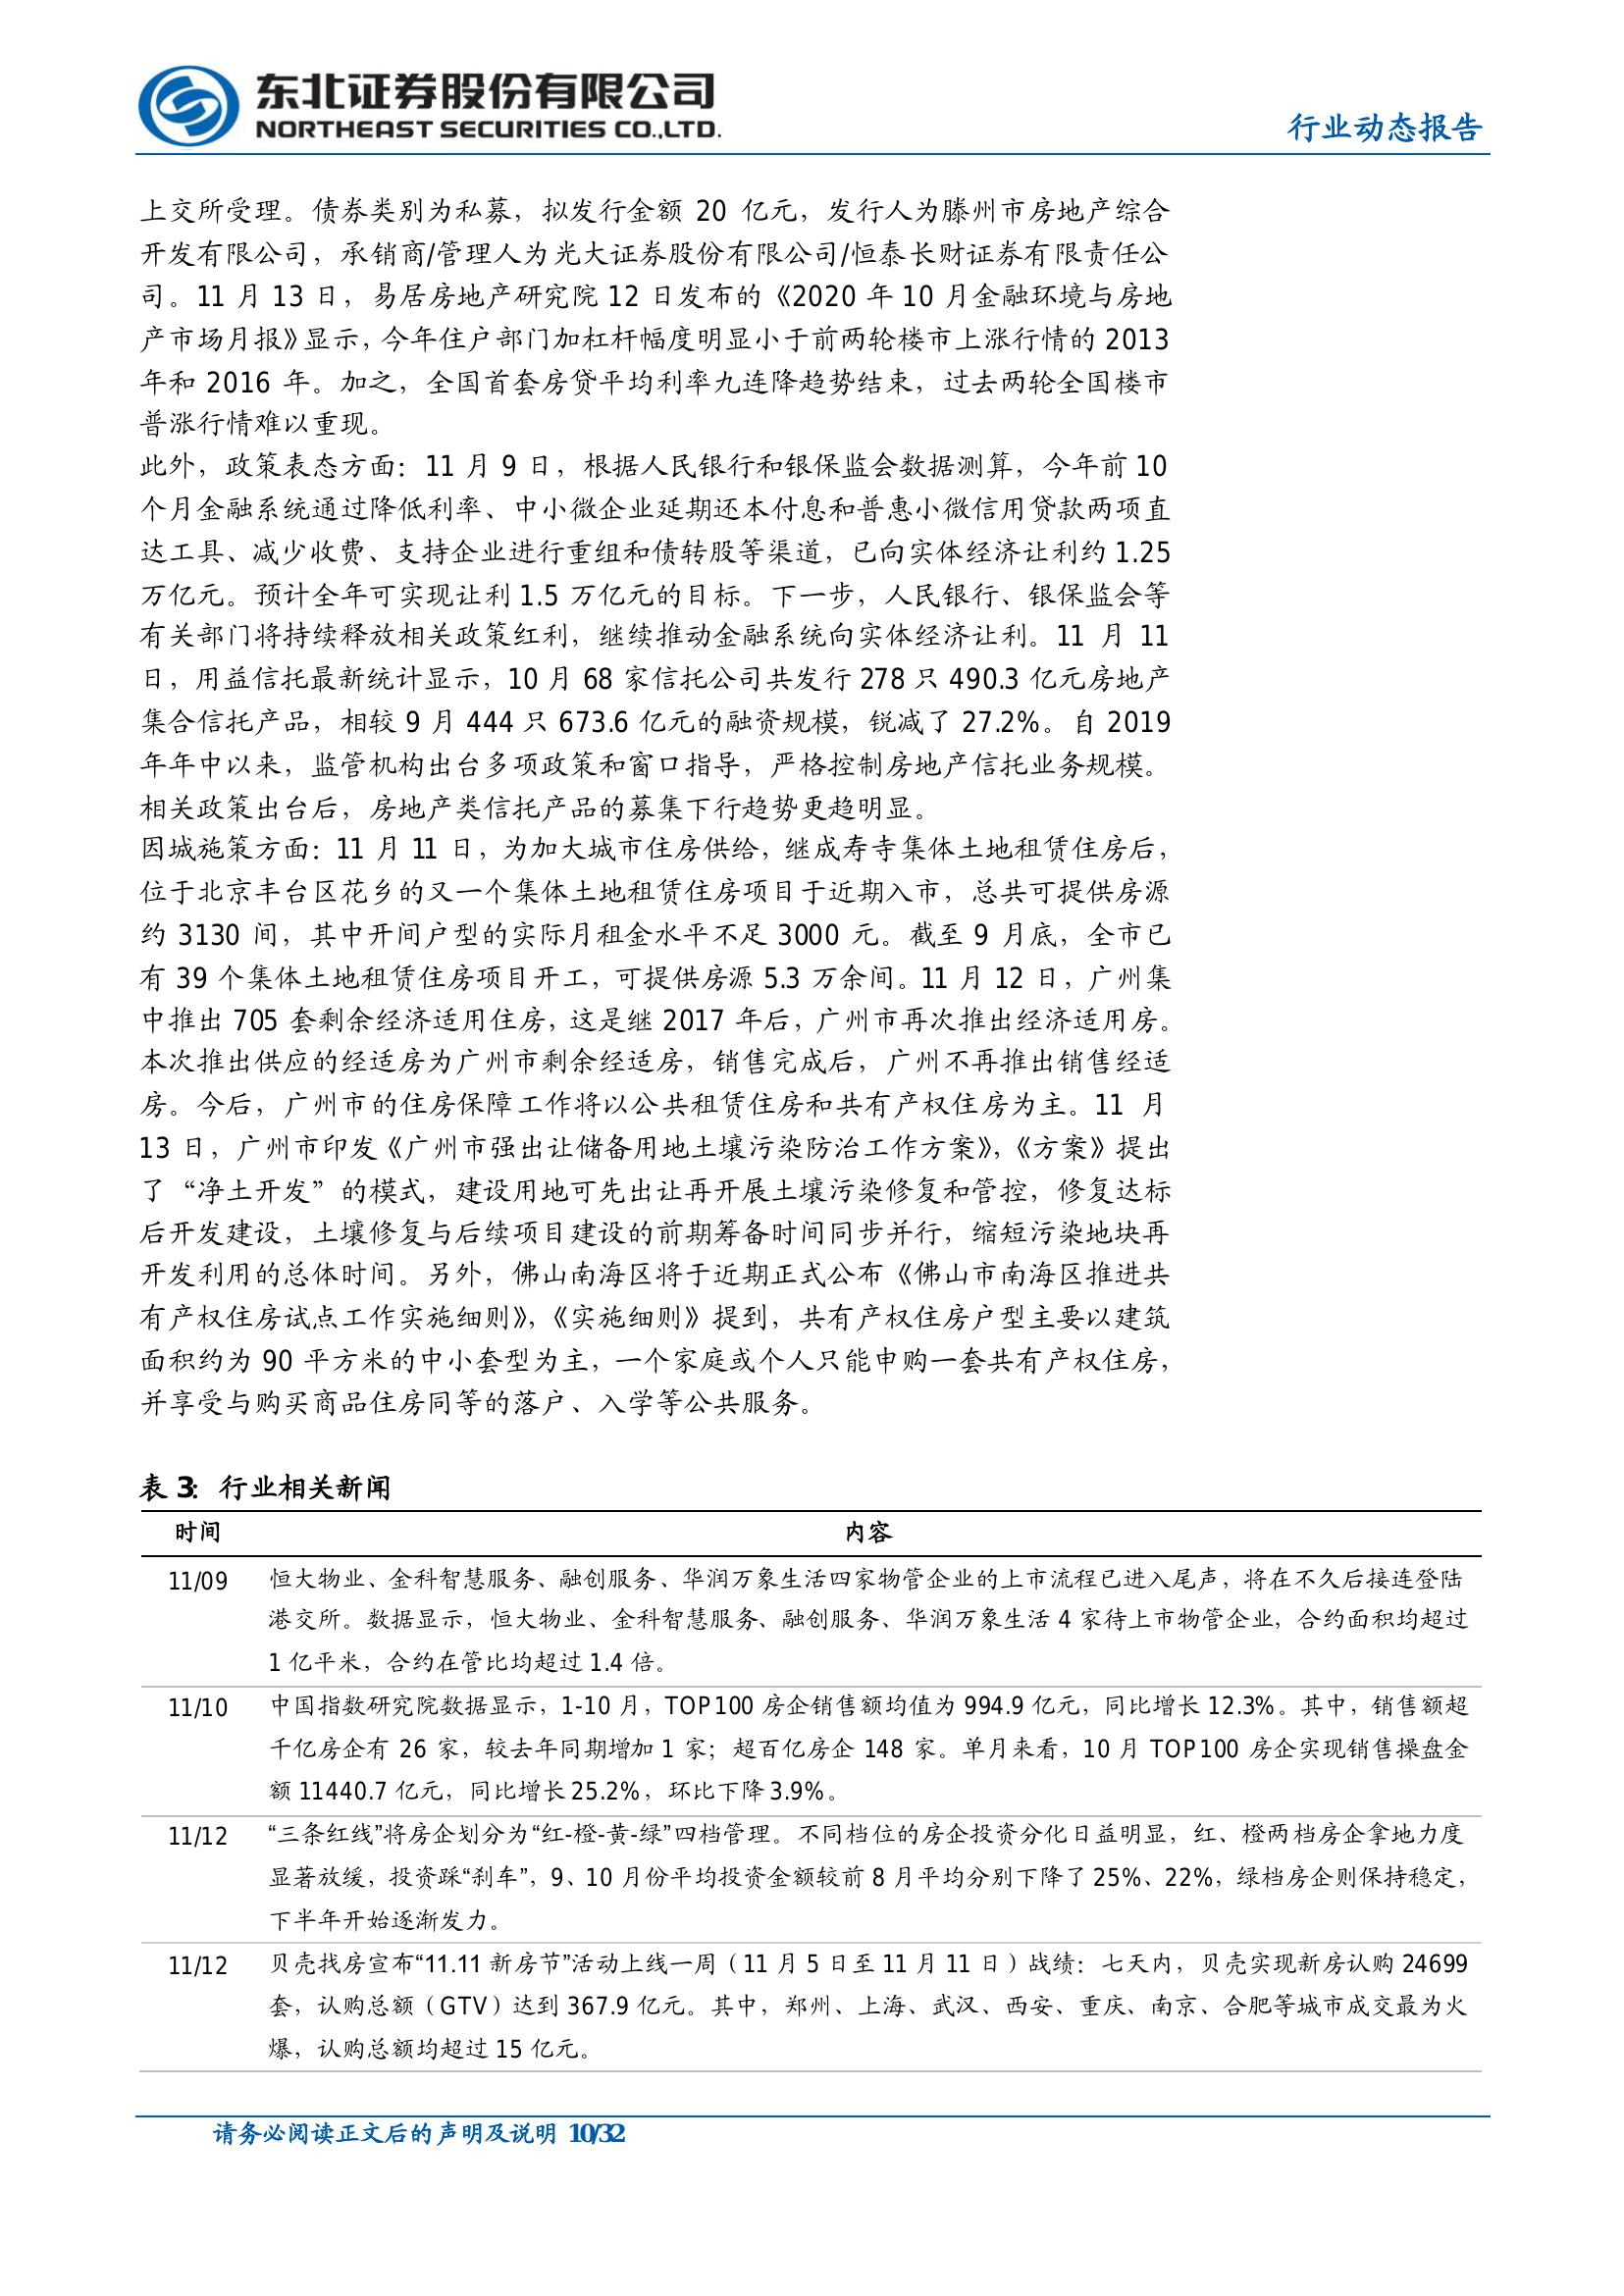 东北证券股份有限公司
NORTHEAST SECURITIES CO.,LTD.
行业动态报告
上交所受理。债券类别为私募，拟发行金额 20 亿元，发行人为滕州市房地产综合
开发有限公司，承销商/管理人为光大证券股份有限公司/恒泰长财证券有限责任公
司。11 月 13 日，易居房地产研究院 12 日发布的《2020 年 10 月金融环境与房地
产市场月报》显示，今年住户部门加杠杆幅度明显小于前两轮楼市上涨行情的 2013
年和 2016 年。加之，全国首套房贷平均利率九连降趋势结束，过去两轮全国楼市
普涨行情难以重现。
此外，政策表态方面：11 月 9 日，根据人民银行和银保监会数据测算，今年前 10
个月金融系统通过降低利率、中小微企业延期还本付息和普惠小微信用贷款两项直
达工具、减少收费、支持企业进行重组和债转股等渠道，已向实体经济让利约 1.25
万亿元。预计全年可实现让利 1.5 万亿元的目标。下一步，人民银行、银保监会等
有关部门将持续释放相关政策红利，继续推动金融系统向实体经济让利。11 月 11
日，用益信托最新统计显示，10 月 68 家信托公司共发行 278 只 490.3 亿元房地产
集合信托产品，相较 9 月 444 只 673.6 亿元的融资规模，锐减了 27.2%。自 2019
年年中以来，监管机构出台多项政策和窗口指导，严格控制房地产信托业务规模。
相关政策出台后，房地产类信托产品的募集下行趋势更趋明显。
因城施策方面：11 月 11 日，为加大城市住房供给，继成寿寺集体土地租赁住房后，
位于北京丰台区花乡的又一个集体土地租赁住房项目于近期入市，总共可提供房源
约 3130 间，其中开间户型的实际月租金水平不足 3000 元。截至 9 月底，全市已
有 39 个集体土地租赁住房项目开工，可提供房源 5.3 万余间。11 月 12 日，广州集
中推出 705 套剩余经济适用住房，这是继 2017 年后，广州市再次推出经济适用房。
本次推出供应的经适房为广州市剩余经适房，销售完成后，广州不再推出销售经适
房。今后，广州市的住房保障工作将以公共租赁住房和共有产权住房为主。11 月
13 日，广州市印发《广州市强出让储备用地土壤污染防治工作方案》，《方案》提出
了“净土开发”的模式，建设用地可先出让再开展土壤污染修复和管控，修复达标
后开发建设，土壤修复与后续项目建设的前期筹备时间同步并行，缩短污染地块再
开发利用的总体时间。另外，佛山南海区将于近期正式公布《佛山市南海区推进共
有产权住房试点工作实施细则》，《实施细则》提到，共有产权住房户型主要以建筑
面积约为 90 平方米的中小套型为主，一个家庭或个人只能申购一套共有产权住房，
并享受与购买商品住房同等的落户、入学等公共服务。
表 3：行业相关新闻
时间 内容
11/09 恒大物业、金科智慧服务、融创服务、华润万象生活四家物管企业的上市流程已进入尾声，将在不久后接连登陆
港交所。数据显示，恒大物业、金科智慧服务、融创服务、华润万象生活 4 家待上市物管企业，合约面积均超过
1 亿平米，合约在管比均超过 1.4 倍。
11/10 中国指数研究院数据显示，1-10 月，TOP100 房企销售额均值为 994.9 亿元，同比增长 12.3%。其中，销售额超
千亿房企有 26 家，较去年同期增加 1 家；超百亿房企 148 家。单月来看，10 月 TOP100 房企实现销售操盘金
额 11440.7 亿元，同比增长 25.2%，环比下降 3.9%。
11/12 “三条红线”将房企划分为“红-橙-黄-绿”四档管理。不同档位的房企投资分化日益明显，红、橙两档房企拿地力度
显著放缓，投资踩“刹车”，9、10 月份平均投资金额较前 8 月平均分别下降了 25%、22%，绿档房企则保持稳定，
下半年开始逐渐发力。
11/12 贝壳找房宣布“11.11 新房节”活动上线一周（11 月 5 日至 11 月 11 日）战绩：七天内，贝壳实现新房认购 24699
套，认购总额（GTV）达到 367.9 亿元。其中，郑州、上海、武汉、西安、重庆、南京、合肥等城市成交最为火
爆，认购总额均超过 15 亿元。
请务必阅读正文后的声明及说明 10/32